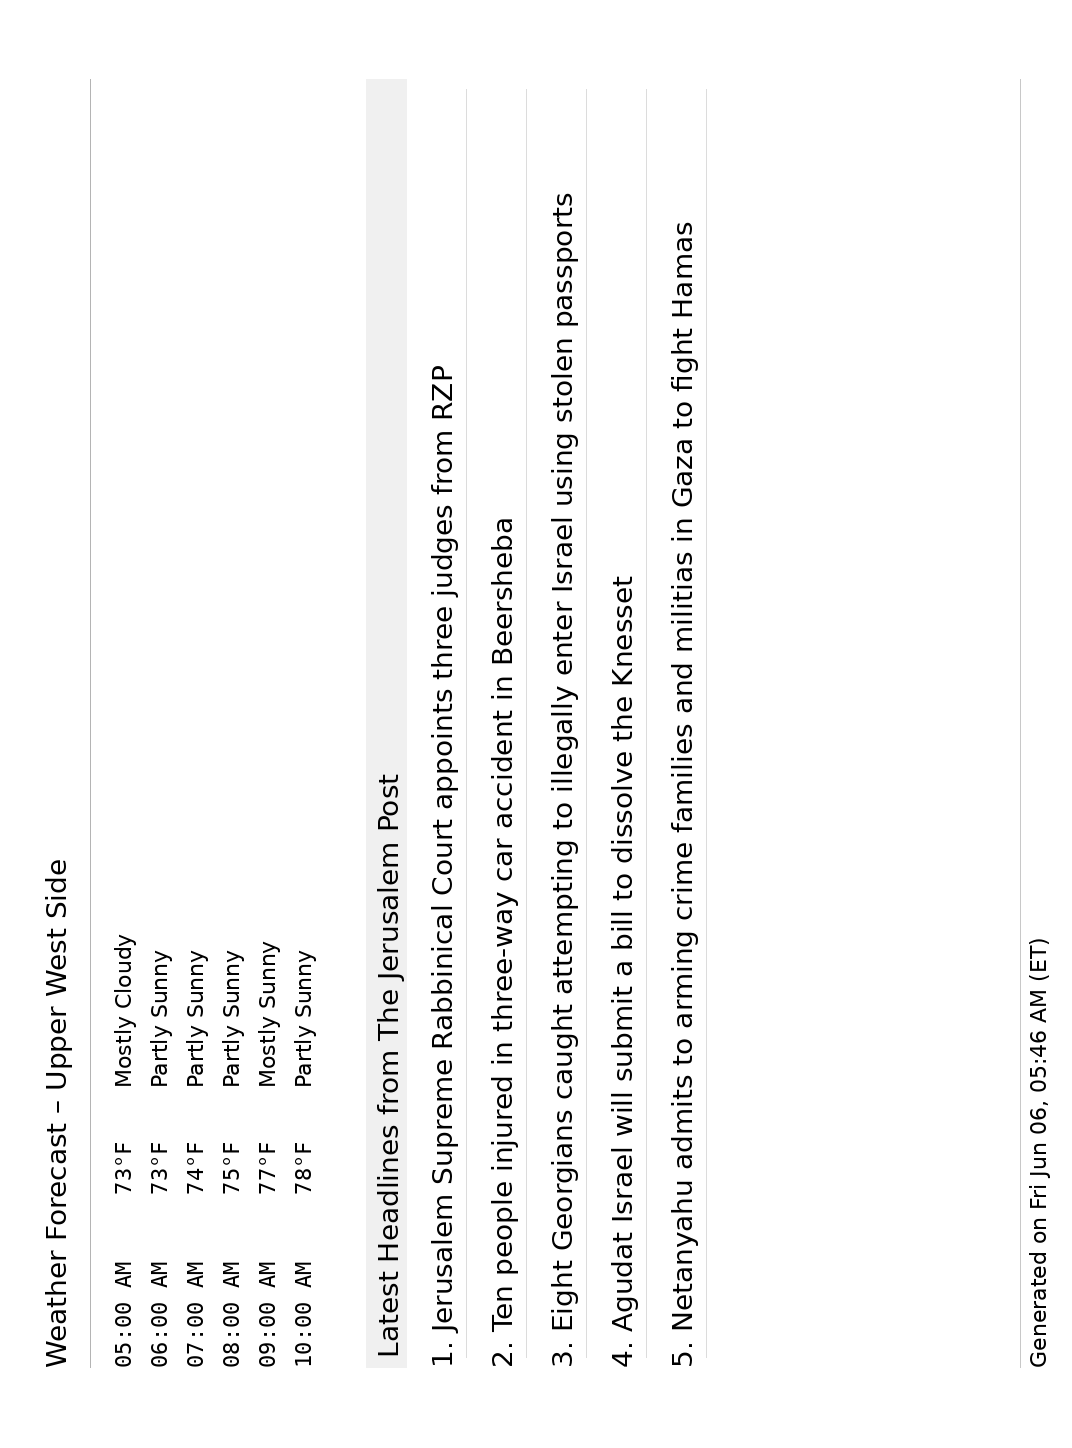 Weather Forecast – Upper West Side
05:00 AM 73°F Mostly Cloudy
06:00 AM 73°F Partly Sunny
07:00 AM 74°F Partly Sunny
08:00 AM 75°F Partly Sunny
09:00 AM 77°F Mostly Sunny
10:00 AM 78°F Partly Sunny
Latest Headlines from The Jerusalem Post
1. Jerusalem Supreme Rabbinical Court appoints three judges from RZP
2. Ten people injured in three-way car accident in Beersheba
3. Eight Georgians caught attempting to illegally enter Israel using stolen passports
4. Agudat Israel will submit a bill to dissolve the Knesset
5. Netanyahu admits to arming crime families and militias in Gaza to fight Hamas
Generated on Fri Jun 06, 05:46 AM (ET)